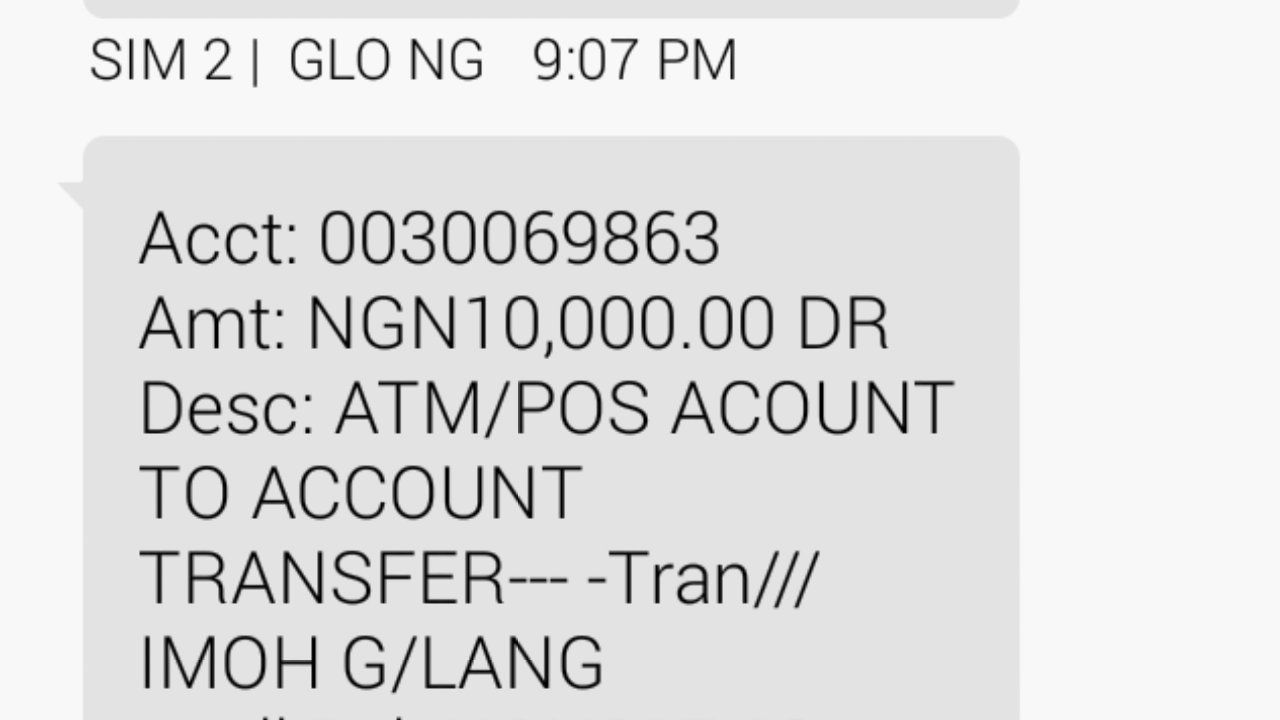 SIM 2 | GLO NG 9:07 PM
Acct: 0030069863
Amt: NGN10,000.00 DR
Desc: ATM/POS ACOUNT
TO ACCOUNT
TRANSFER--- -Tran///
IMOH G/LANG